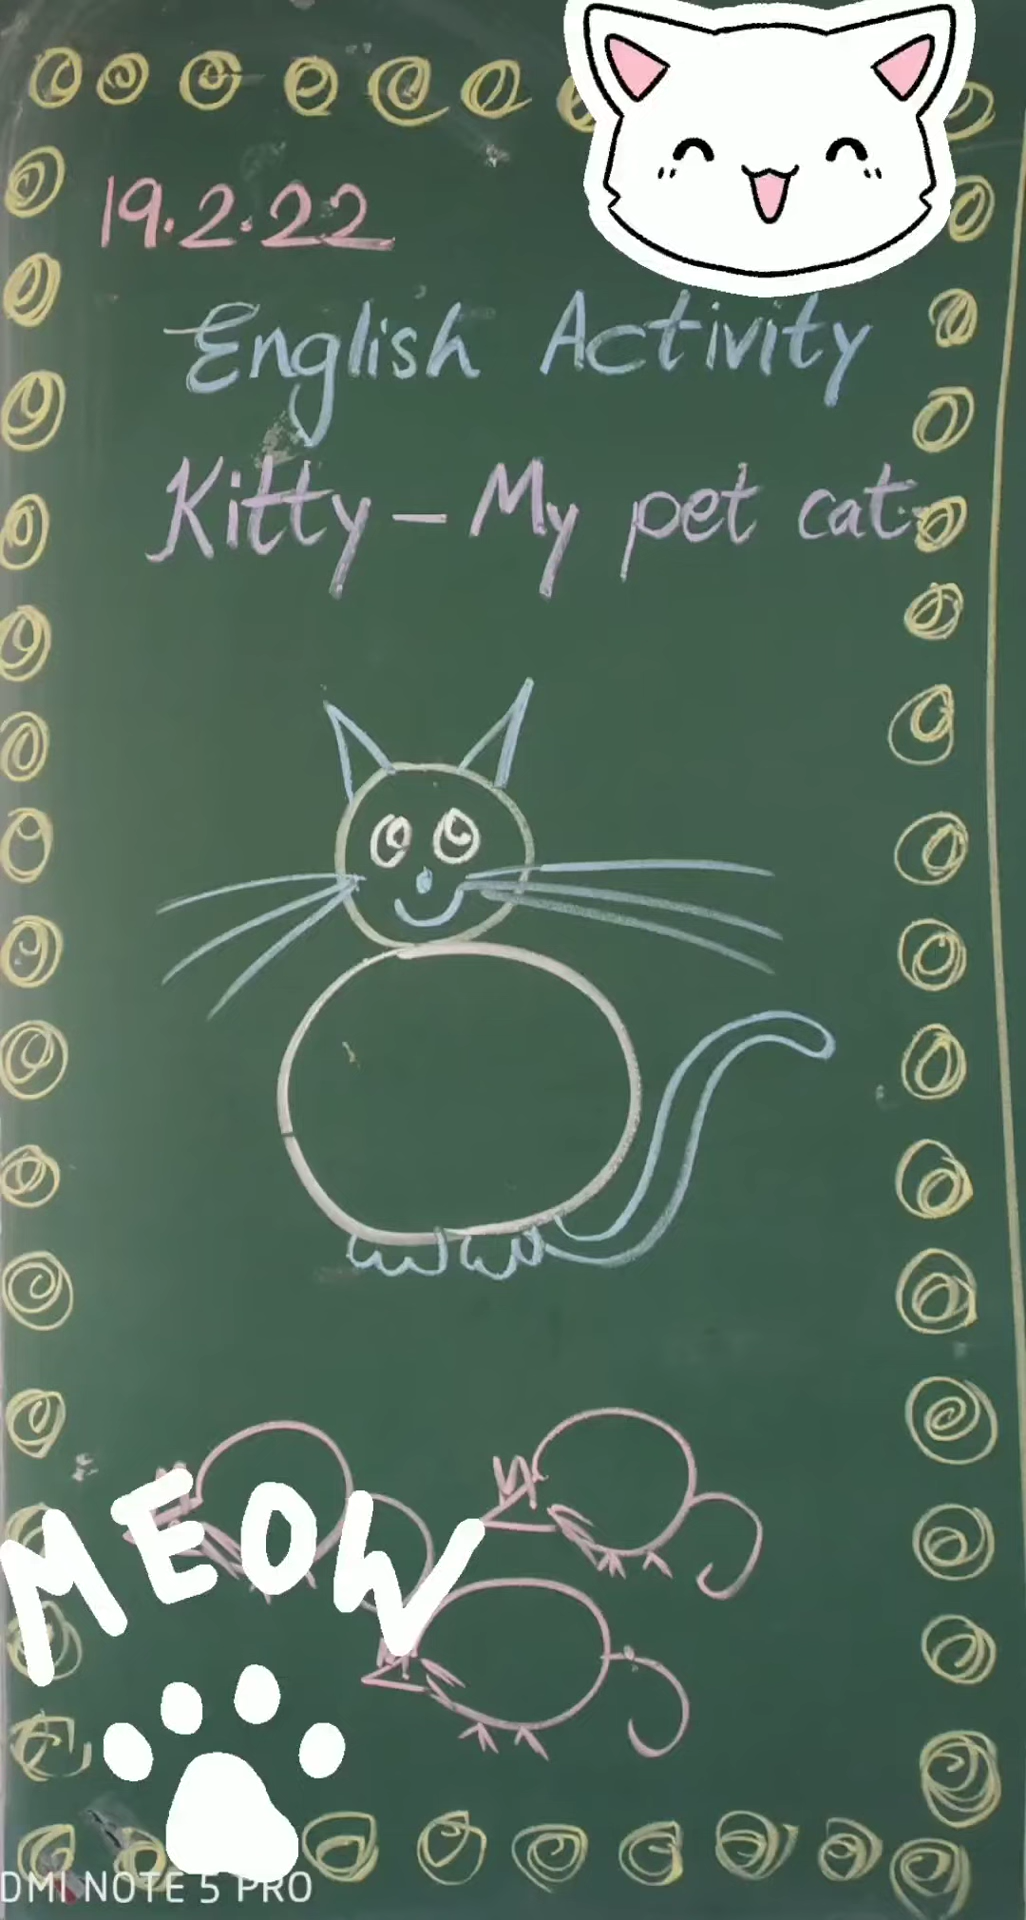 19.2.22
English Activity
Kitty – My pet cat.
MEOW
DMI NOTE 5 PRO